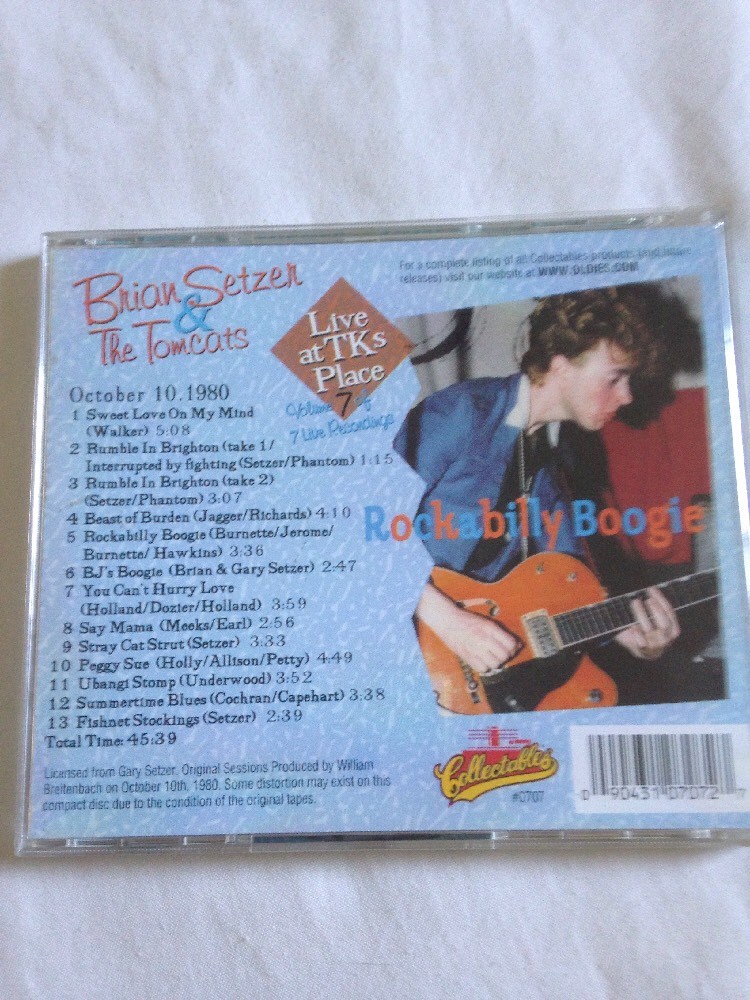 Brian Setzer
&
The Tomcats
Live
at TKs
Place
Volume 7 of
7 Live Recordings
For a complete listing of all Collectables products (and future
releases) visit our website at WWW.OLDIES.COM
October 10.1980
1 Sweet Love On My Mind
(Walker) 5:08
2 Rumble In Brighton (take 1/
Interrupted by fighting (Setzer/Phantom) 1:15
3 Rumble In Brighton (take 2)
(Setzer/Phantom) 3:07
4 Beast of Burden (Jagger/Richards) 4:10
5 Rockabilly Boogie (Burnette/Jerome/
Burnette/ Hawkins) 3:36
6 BJ's Boogie (Brian & Gary Setzer) 2:47
7 You Can't Hurry Love
(Holland/Dozier/Holland) 3:59
8 Say Mama (Meeks/Earl) 2:56
9 Stray Cat Strut (Setzer) 3:33
10 Peggy Sue (Holly/Allison/Petty) 4:49
11 Ubangi Stomp (Underwood) 3:52
12 Summertime Blues (Cochran/Capehart) 3:38
13 Fishnet Stockings (Setzer) 2:39
Total Time: 45:39
Rockabilly Boogie
Licensed from Gary Setzer. Original Sessions Produced by William
Breitenbach on October 10th, 1980. Some distortion may exist on this
compact disc due to the condition of the original tapes.
Collectables
#0707
0 90431 07072 7